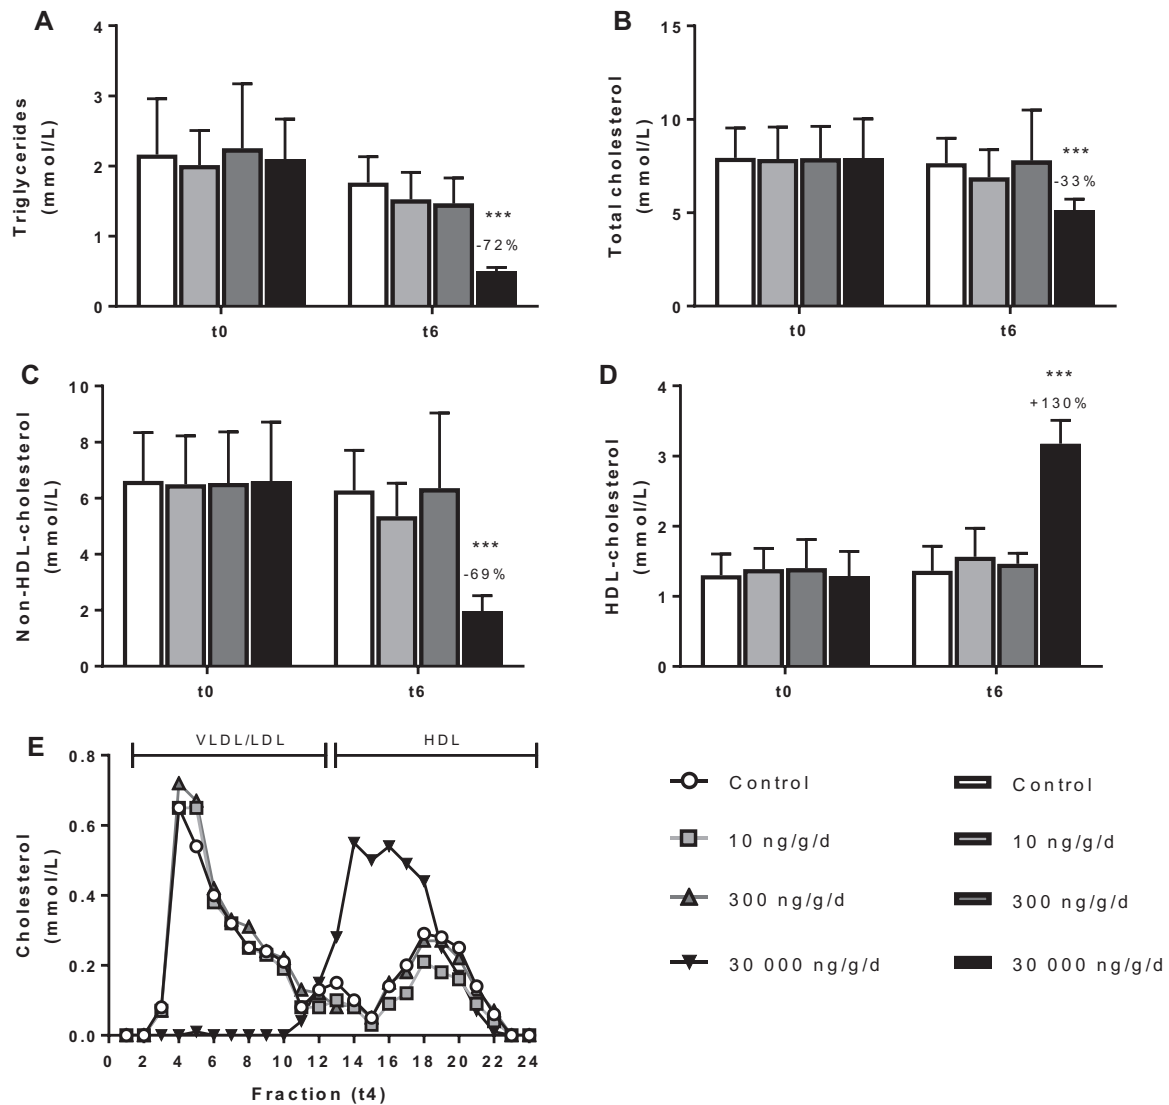 A
Triglycerides
(mmol/L)
4
3
2
1
0
***
-72%
t0
t6
B
Total cholesterol
(mmol/L)
15
10
5
0
***
-33%
t0
t6
C
Non-HDL-cholesterol
(mmol/L)
10
8
6
4
2
0
***
-69%
t0
t6
D
HDL-cholesterol
(mmol/L)
4
3
2
1
0
***
+130%
t0
t6
E
VLDL/LDL
HDL
Cholesterol
(mmol/L)
0.8
0.6
0.4
0.2
0.0
0 2 4 6 8 10 12 14 16 18 20 22 24
Fraction (t4)
Control
10 ng/g/d
300 ng/g/d
30 000 ng/g/d
Control
10 ng/g/d
300 ng/g/d
30 000 ng/g/d